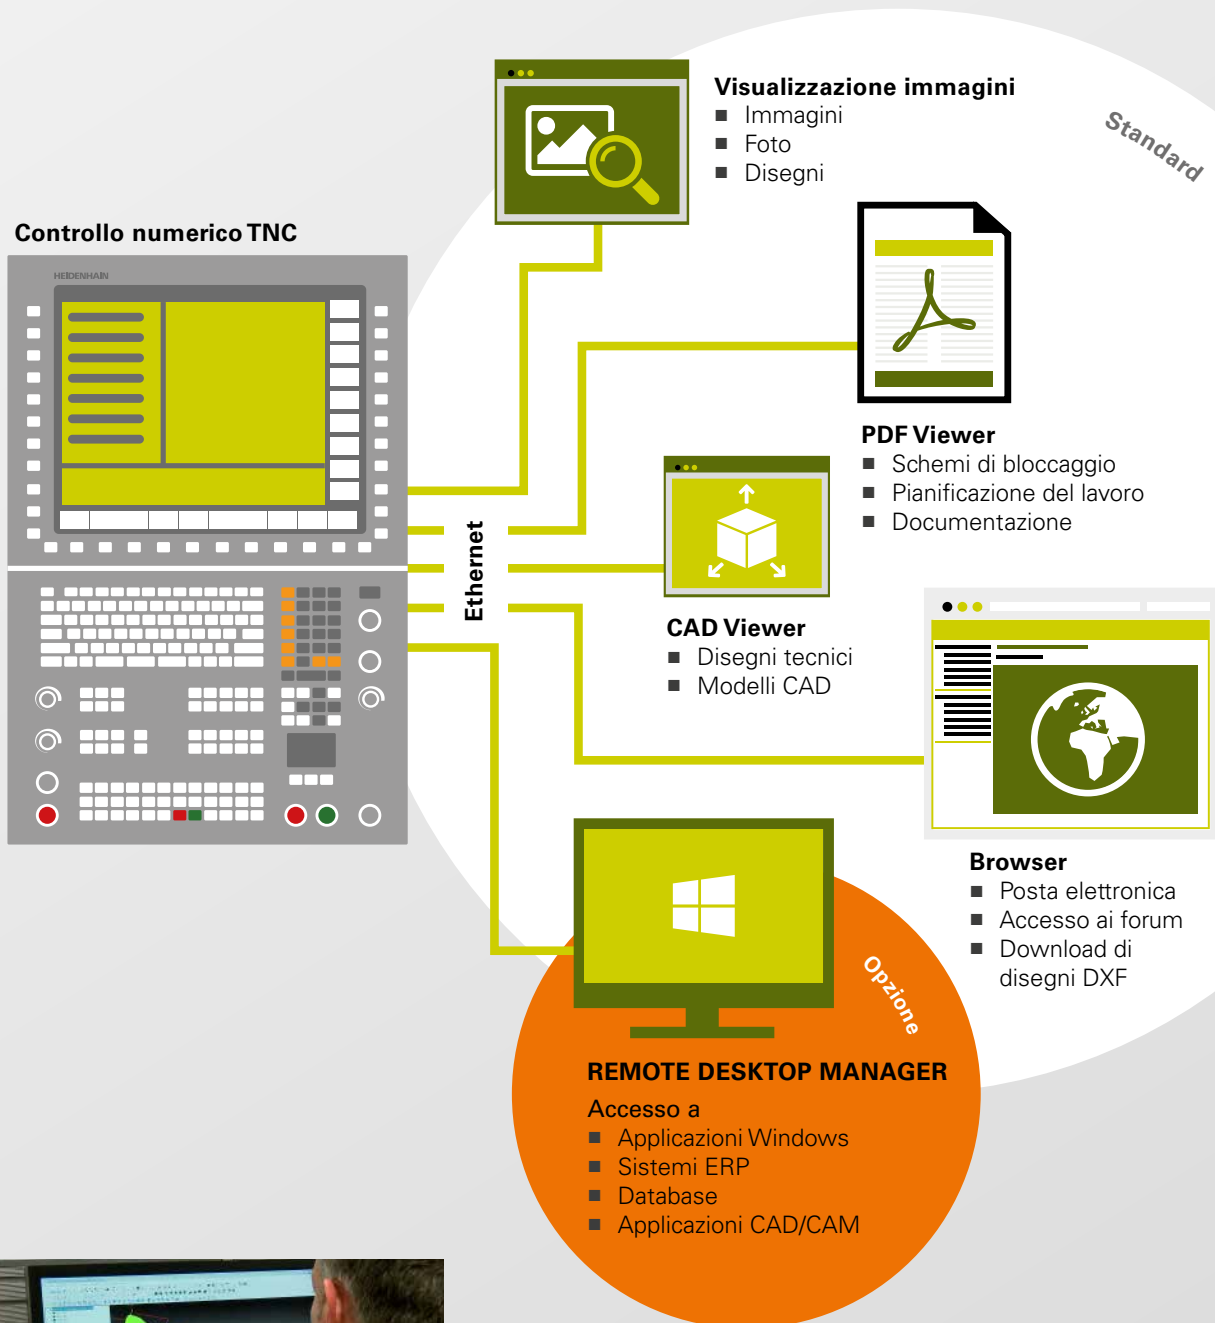 Visualizzazione immagini
■ Immagini
■ Foto
■ Disegni
Standard
Controllo numerico TNC
HEIDENHAIN
PDF Viewer
■ Schemi di bloccaggio
■ Pianificazione del lavoro
■ Documentazione
Ethernet
CAD Viewer
■ Disegni tecnici
■ Modelli CAD
Browser
■ Posta elettronica
■ Accesso ai forum
■ Download di
disegni DXF
Opzione
REMOTE DESKTOP MANAGER
Accesso a
■ Applicazioni Windows
■ Sistemi ERP
■ Database
■ Applicazioni CAD/CAM